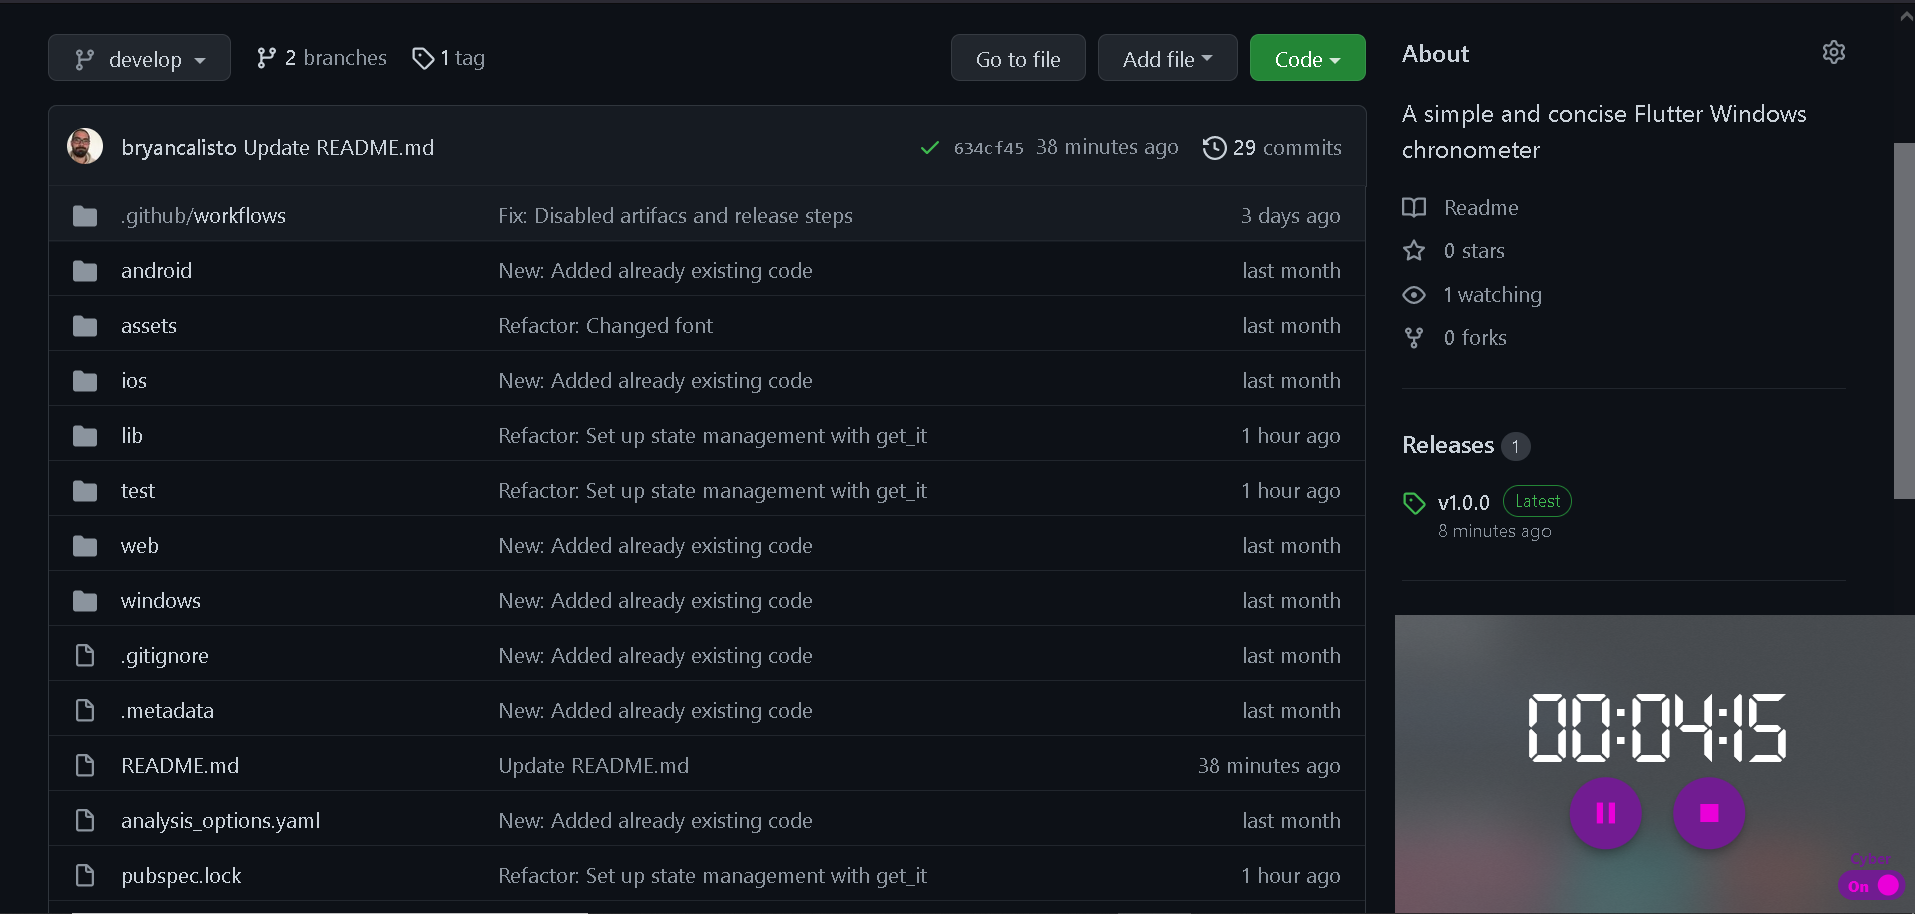 develop 2 branches 1 tag Go to file Add file Code
bryancalisto Update README.md 634cf45 38 minutes ago 29 commits
.github/workflows Fix: Disabled artifacs and release steps 3 days ago
android New: Added already existing code last month
assets Refactor: Changed font last month
ios New: Added already existing code last month
lib Refactor: Set up state management with get_it 1 hour ago
test Refactor: Set up state management with get_it 1 hour ago
web New: Added already existing code last month
windows New: Added already existing code last month
.gitignore New: Added already existing code last month
.metadata New: Added already existing code last month
README.md Update README.md 38 minutes ago
analysis_options.yaml New: Added already existing code last month
pubspec.lock Refactor: Set up state management with get_it 1 hour ago
About
A simple and concise Flutter Windows
chronometer
Readme
0 stars
1 watching
0 forks
Releases 1
v1.0.0 Latest
8 minutes ago
00:04:15
Cyber
On